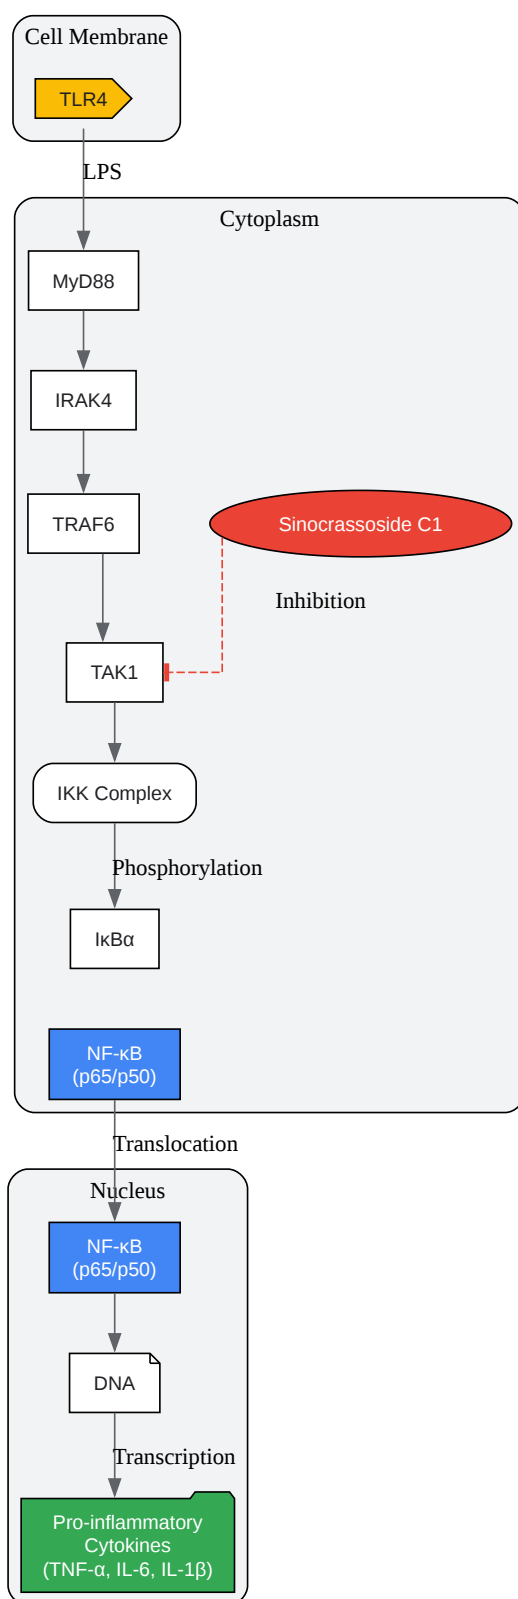 Cell Membrane
TLR4
LPS
Cytoplasm
MyD88
IRAK4
TRAF6
Sinocrassoside C1
Inhibition
TAK1
IKK Complex
Phosphorylation
IκBα
NF-κB
(p65/p50)
Translocation
Nucleus
NF-κB
(p65/p50)
DNA
Transcription
Pro-inflammatory
Cytokines
(TNF-α, IL-6, IL-1β)